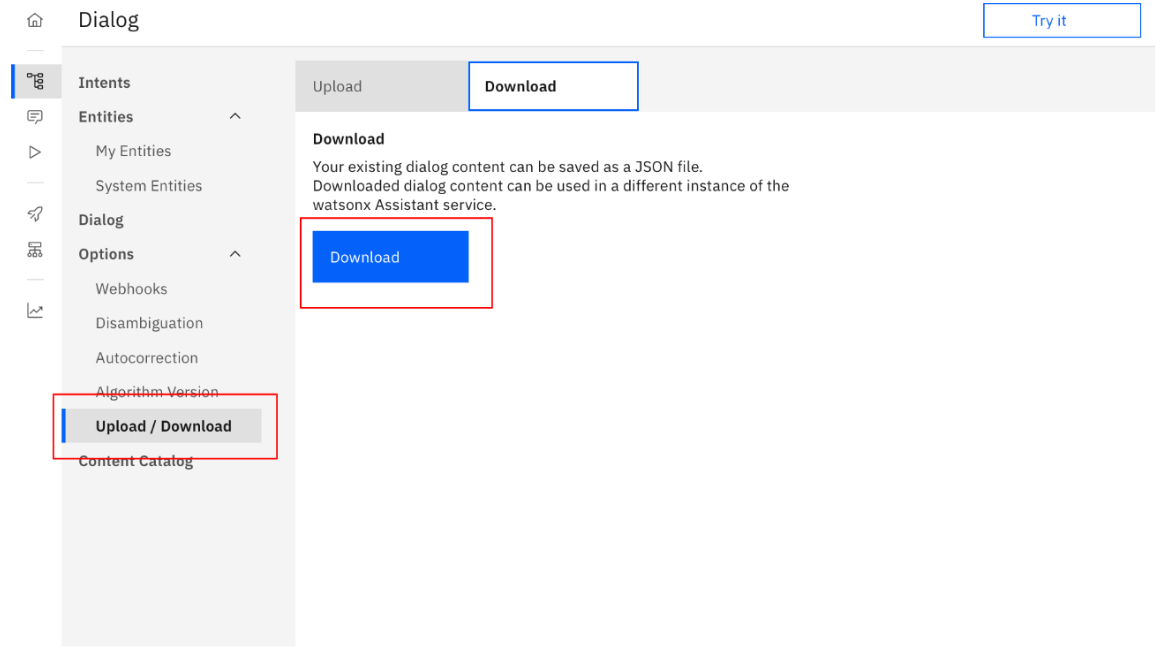 Dialog
Try it
Intents
Entities
My Entities
System Entities
Dialog
Options
Webhooks
Disambiguation
Autocorrection
Algorithm Version
Upload / Download
Content Catalog
Upload
Download
Download
Your existing dialog content can be saved as a JSON file.
Downloaded dialog content can be used in a different instance of the
watsonx Assistant service.
Download